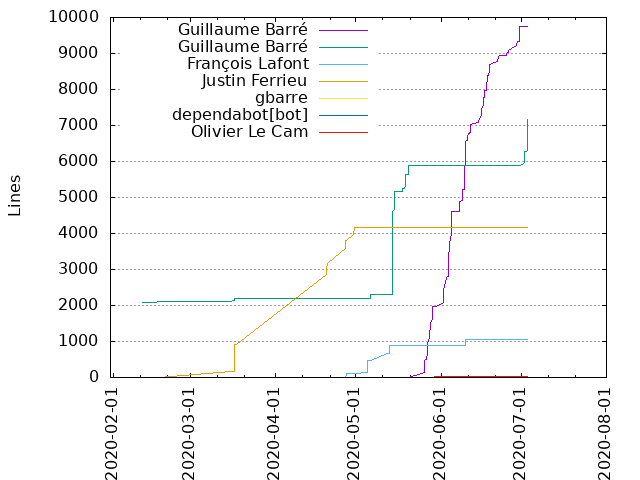 Guillaume Barré
Guillaume Barré
François Lafont
Justin Ferrieu
gbarre
dependabot[bot]
Olivier Le Cam
Lines
10000
9000
8000
7000
6000
5000
4000
3000
2000
1000
0
2020-02-01
2020-03-01
2020-04-01
2020-05-01
2020-06-01
2020-07-01
2020-08-01